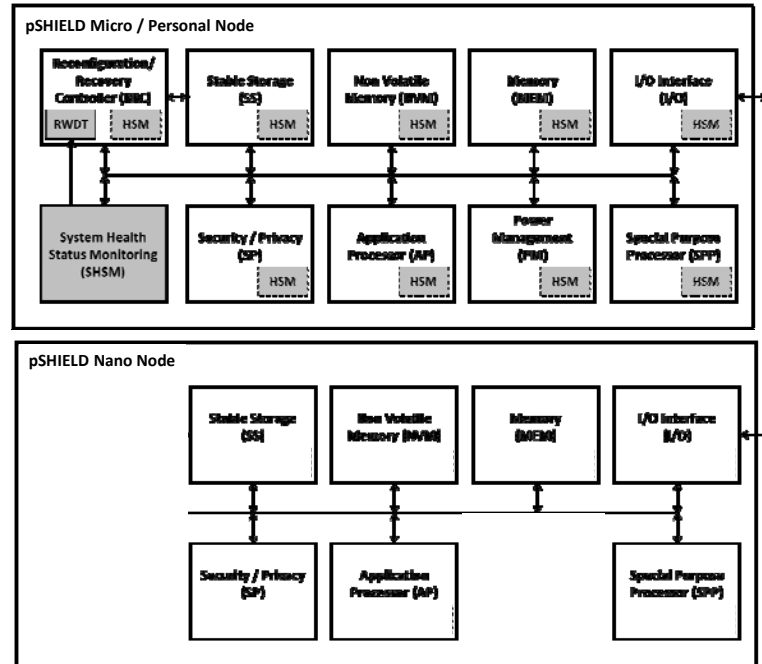 pSHIELD Micro / Personal Node
Reconfiguration/
Recovery
Controller (RRC)
RWDT
HSM
Stable Storage
(SS)
HSM
Non Volatile
Memory (NVM)
HSM
Memory
(MEM)
HSM
I/O Interface
(I/O)
HSM
System Health
Status Monitoring
(SHSM)
Security / Privacy
(SP)
HSM
Application
Processor (AP)
HSM
Power
Management
(PM)
HSM
Special Purpose
Processor (SPP)
HSM
pSHIELD Nano Node
Stable Storage
(SS)
Non Volatile
Memory (NVM)
Memory
(MEM)
I/O Interface
(I/O)
Security / Privacy
(SP)
Application
Processor (AP)
Special Purpose
Processor (SPP)